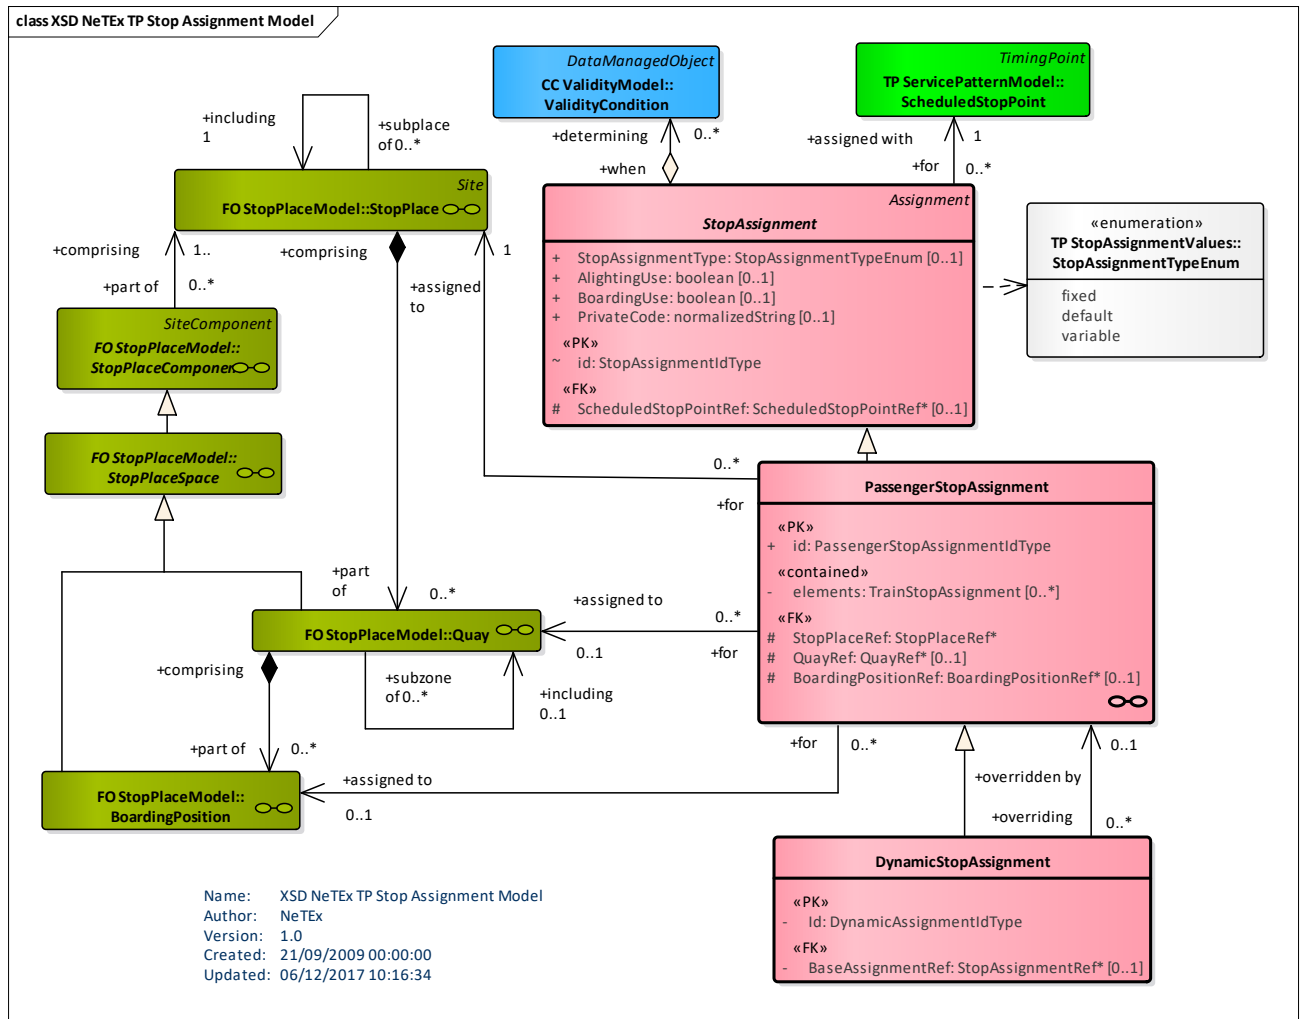 class XSD NeTEx TP Stop Assignment Model
DataManagedObject
CC ValidityModel::
ValidityCondition
TimingPoint
TP ServicePatternModel::
ScheduledStopPoint
+including
1
+subplace
of 0..*
+determining
0..*
+when
+assigned with
1
+for
0..*
Site
FO StopPlaceModel::StopPlace
Assignment
StopAssignment
+ StopAssignmentType: StopAssignmentTypeEnum [0..1]
+ AlightingUse: boolean [0..1]
+ BoardingUse: boolean [0..1]
+ PrivateCode: normalizedString [0..1]
«PK»
~ id: StopAssignmentIdType
«FK»
# ScheduledStopPointRef: ScheduledStopPointRef* [0..1]
«enumeration»
TP StopAssignmentValues::
StopAssignmentTypeEnum
fixed
default
variable
+comprising
1..
+part of
0..*
+comprising
+assigned
to
1
SiteComponent
FO StopPlaceModel::
StopPlaceComponen
FO StopPlaceModel::
StopPlaceSpace
0..*
+for
PassengerStopAssignment
«PK»
+ id: PassengerStopAssignmentIdType
«contained»
- elements: TrainStopAssignment [0..*]
«FK»
# StopPlaceRef: StopPlaceRef*
# QuayRef: QuayRef* [0..1]
# BoardingPositionRef: BoardingPositionRef* [0..1]
+part
of
0..*
+assigned to
0..*
0..1
+for
FO StopPlaceModel::Quay
+comprising
+subzone
of 0..*
+including
0..1
+part of
0..*
+for
0..*
0..1
+assigned to
0..1
FO StopPlaceModel::
BoardingPosition
+overridden by
+overriding
0..*
DynamicStopAssignment
«PK»
- Id: DynamicAssignmentIdType
«FK»
- BaseAssignmentRef: StopAssignmentRef* [0..1]
Name: XSD NeTEx TP Stop Assignment Model
Author: NeTEx
Version: 1.0
Created: 21/09/2009 00:00:00
Updated: 06/12/2017 10:16:34